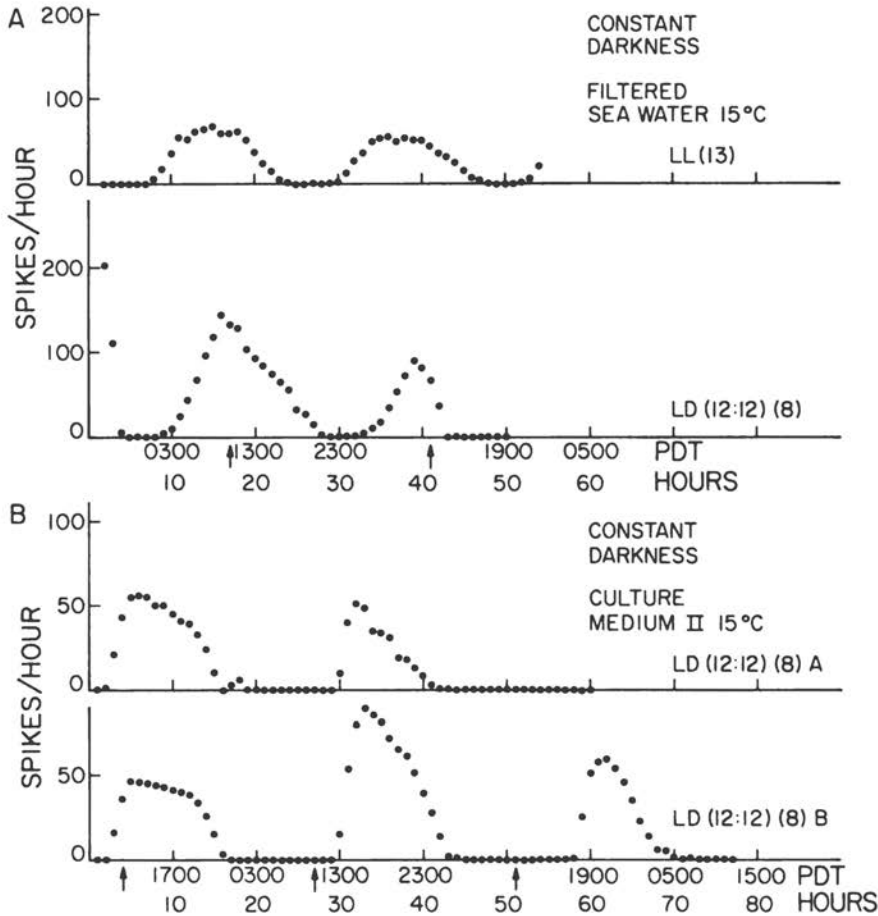 A
200
100
0
CONSTANT
DARKNESS
FILTERED
SEA WATER 15°C
LL (13)
SPIKES/HOUR
200
100
0
LD (12:12) (8)
0300 1300 2300 1900 0500 PDT
10 20 30 40 50 60 HOURS
B
100
50
0
CONSTANT
DARKNESS
CULTURE
MEDIUM II 15°C
LD (12:12) (8) A
SPIKES/HOUR
50
0
LD (12:12) (8) B
1700 0300 1300 2300 1900 0500 1500 PDT
10 20 30 40 50 60 70 80 HOURS